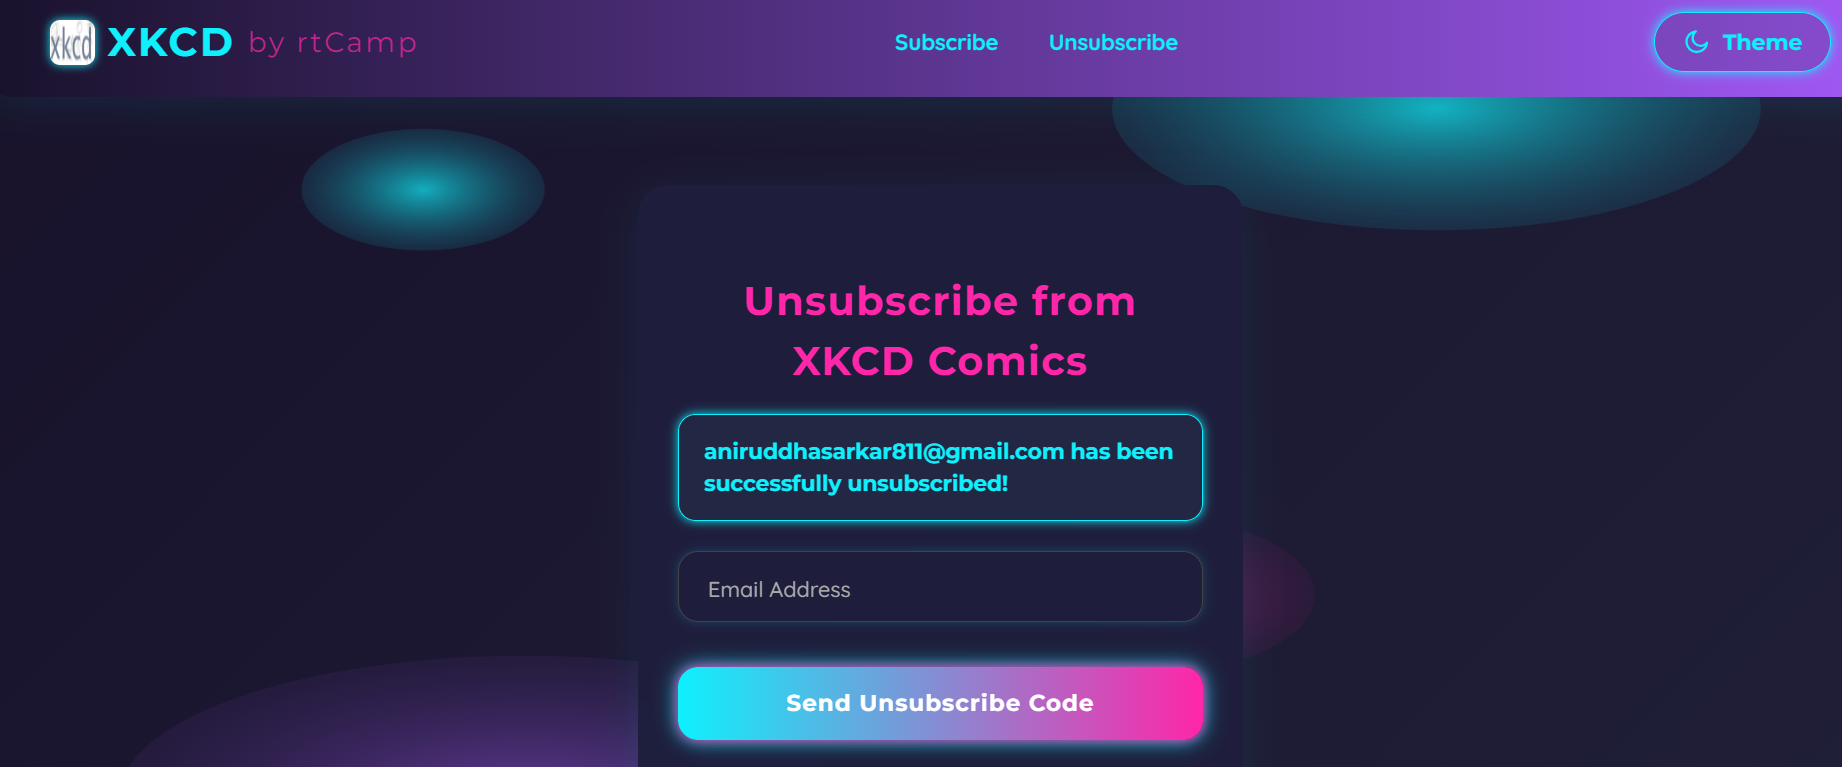 xkcd XKCD by rtCamp
Subscribe Unsubscribe
Theme
Unsubscribe from
XKCD Comics
aniruddhasarkar811@gmail.com has been
successfully unsubscribed!
Email Address
Send Unsubscribe Code